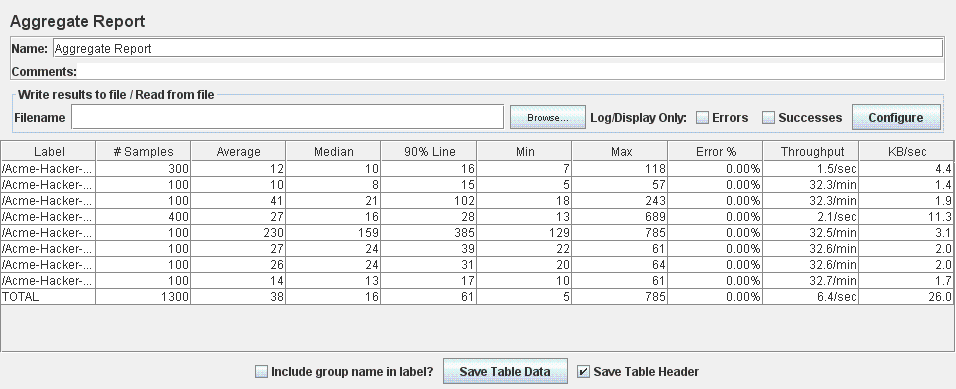 Aggregate Report
Name: Aggregate Report
Comments:
Write results to file / Read from file
Filename Browse... Log/Display Only: Errors Successes Configure
Label # Samples Average Median 90% Line Min Max Error % Throughput KB/sec
/Acme-Hacker-... 300 12 10 16 7 118 0.00% 1.5/sec 4.4
/Acme-Hacker-... 100 10 8 15 5 57 0.00% 32.3/min 1.4
/Acme-Hacker-... 100 41 21 102 18 243 0.00% 32.3/min 1.9
/Acme-Hacker-... 400 27 16 28 13 689 0.00% 2.1/sec 11.3
/Acme-Hacker-... 100 230 159 385 129 785 0.00% 32.5/min 3.1
/Acme-Hacker-... 100 27 24 39 22 61 0.00% 32.6/min 2.0
/Acme-Hacker-... 100 26 24 31 20 64 0.00% 32.6/min 2.0
/Acme-Hacker-... 100 14 13 17 10 61 0.00% 32.7/min 1.7
TOTAL 1300 38 16 61 5 785 0.00% 6.4/sec 26.0
Include group name in label? Save Table Data Save Table Header